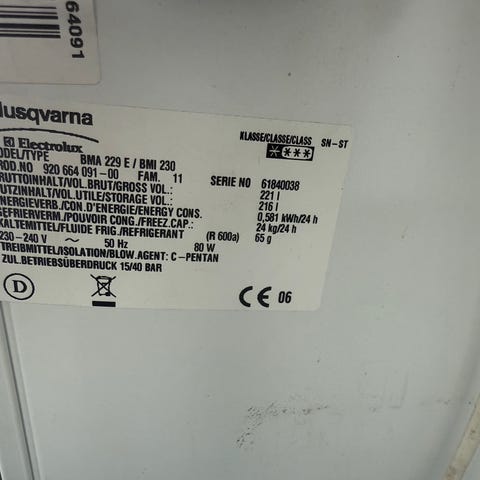 64091
Husqvarna
Electrolux
MODEL/TYPE BMA 229 E / BMI 230
KLASSE/CLASSE/CLASS SN-ST
****
PROD.NO 920 664 091-00 FAM. 11 SERIE NO 61840038
BRUTTOINHALT/VOL.BRUT/GROSS VOL.: 221 l
NUTZINHALT/VOL.UTILE/STORAGE VOL.: 216 l
ENERGIEVERB./CON.D'ENERGIE/ENERGY CONS. 0,581 kWh/24 h
GEFRIERVERM./POUVOIR CONG./FREEZ.CAP.: 24 kg/24 h
KALTEMITTEL/FLUIDE FRIG./REFRIGERANT (R 600a) 65 g
230-240 V ~ 50 Hz 80 W
TREIBMITTEL/ISOLATION/BLOW.AGENT: C-PENTAN
ZUL.BETRIEBSÜBERDRUCK 15/40 BAR
D CE 06